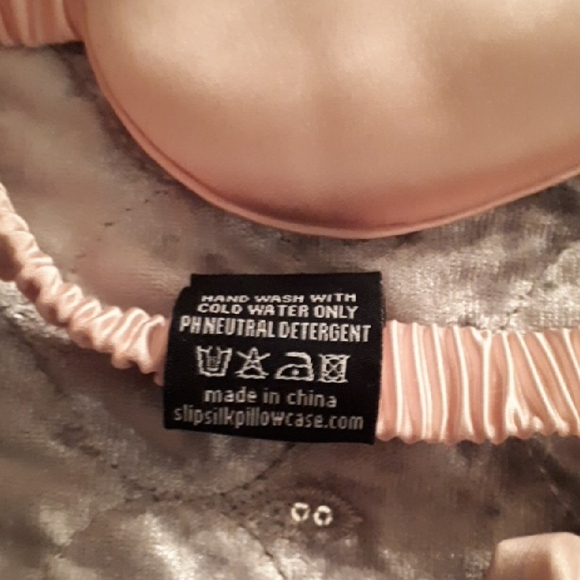 HAND WASH WITH
COLD WATER ONLY
PH NEUTRAL DETERGENT
made in china
slipsilkpillowcase.com